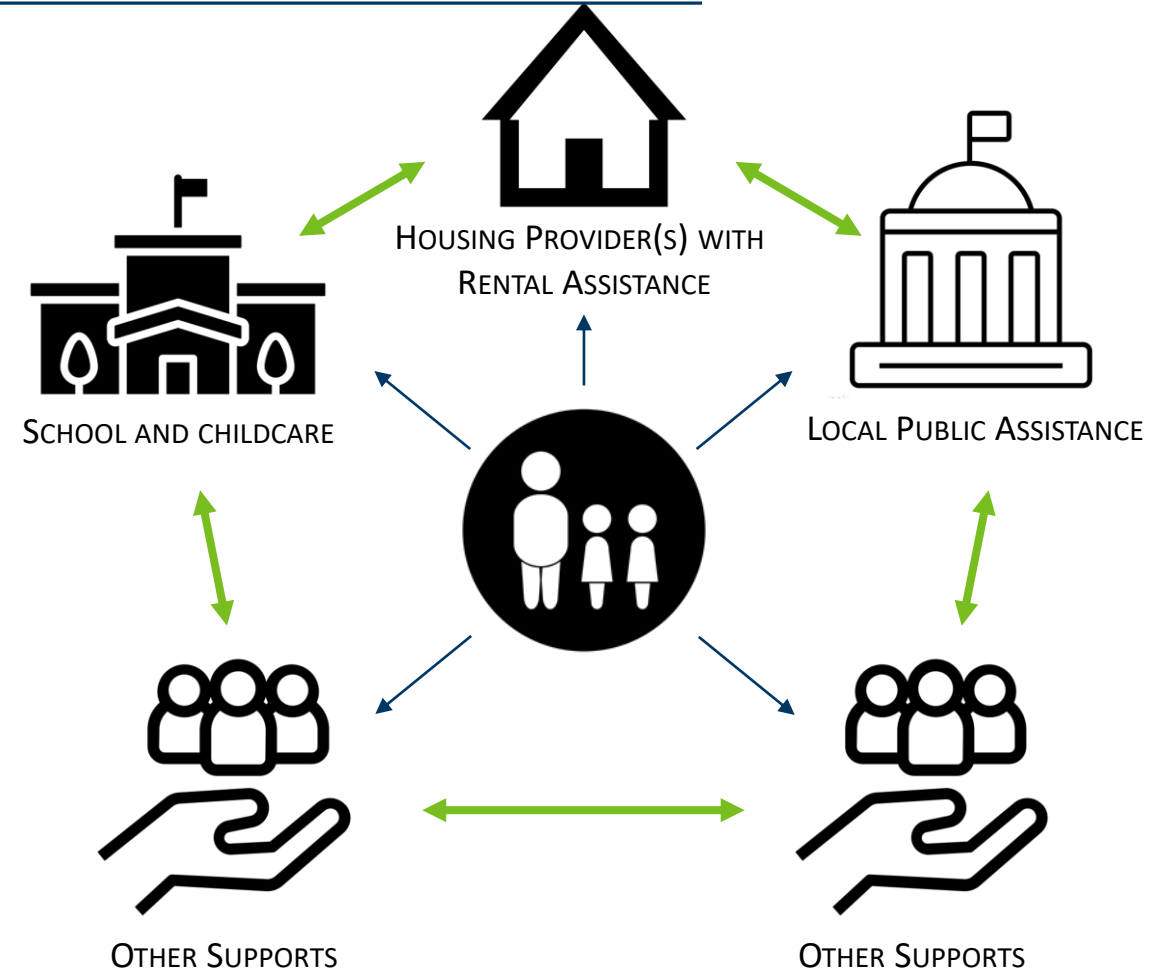 Housing Provider(s) with
Rental Assistance
School and childcare
Local Public Assistance
Other Supports
Other Supports